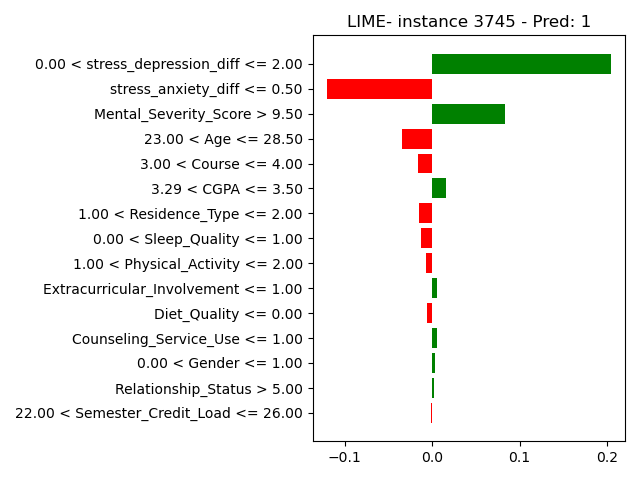 LIME- instance 3745 - Pred: 1
0.00 < stress_depression_diff <= 2.00
stress_anxiety_diff <= 0.50
Mental_Severity_Score > 9.50
23.00 < Age <= 28.50
3.00 < Course <= 4.00
3.29 < CGPA <= 3.50
1.00 < Residence_Type <= 2.00
0.00 < Sleep_Quality <= 1.00
1.00 < Physical_Activity <= 2.00
Extracurricular_Involvement <= 1.00
Diet_Quality <= 0.00
Counseling_Service_Use <= 1.00
0.00 < Gender <= 1.00
Relationship_Status > 5.00
22.00 < Semester_Credit_Load <= 26.00
−0.1 0.0 0.1 0.2